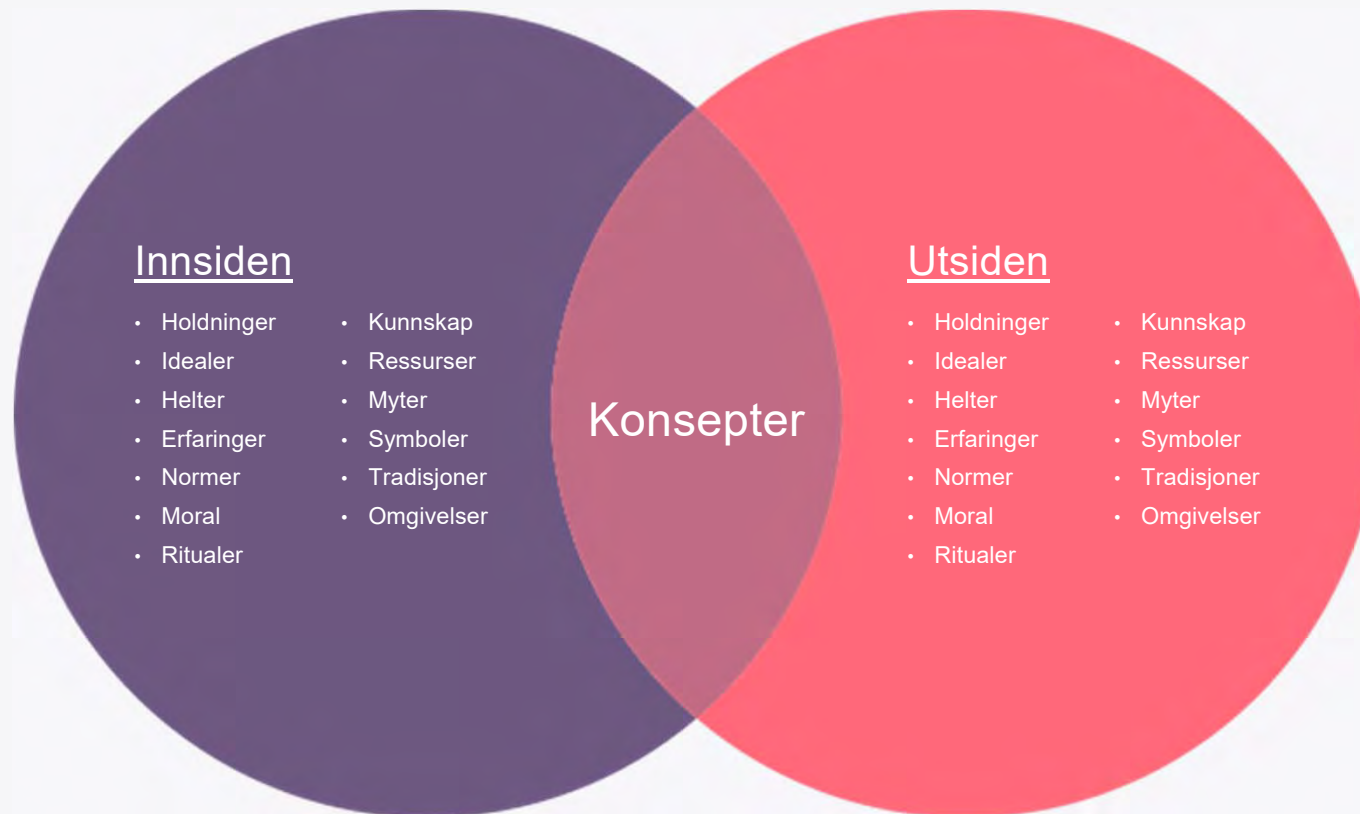 Innsiden
• Holdninger
• Idealer
• Helter
• Erfaringer
• Normer
• Moral
• Ritualer
• Kunnskap
• Ressurser
• Myter
• Symboler
• Tradisjoner
• Omgivelser
Konsepter
Utsiden
• Holdninger
• Idealer
• Helter
• Erfaringer
• Normer
• Moral
• Ritualer
• Kunnskap
• Ressurser
• Myter
• Symboler
• Tradisjoner
• Omgivelser